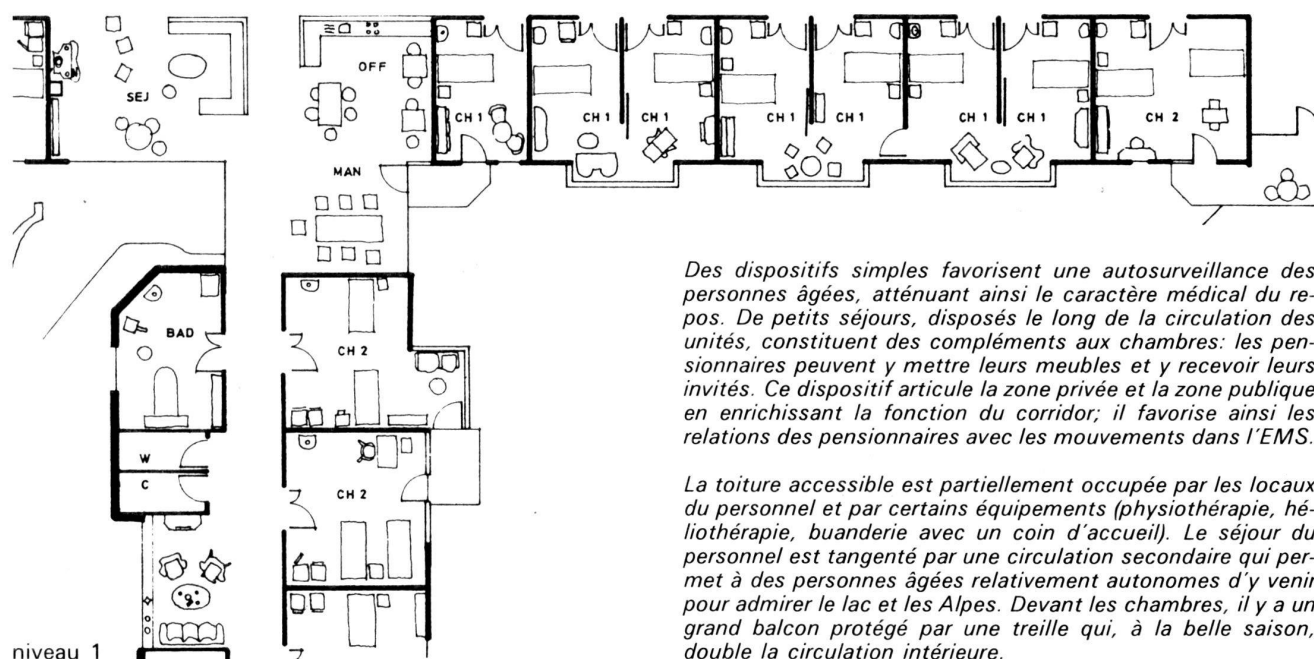 SEJ
OFF
MAN
CH 1
CH 1
CH 1
CH 1
CH 1
CH 1
CH 1
CH 2
BAD
W
C
CH 2
CH 2
niveau 1
Des dispositifs simples favorisent une autosurveillance des
personnes âgées, atténuant ainsi le caractère médical du re-
pos. De petits séjours, disposés le long de la circulation des
unités, constituent des compléments aux chambres: les pen-
sionnaires peuvent y mettre leurs meubles et y recevoir leurs
invités. Ce dispositif articule la zone privée et la zone publique
en enrichissant la fonction du corridor; il favorise ainsi les
relations des pensionnaires avec les mouvements dans l'EMS.
La toiture accessible est partiellement occupée par les locaux
du personnel et par certains équipements (physiothérapie, hé-
liothérapie, buanderie avec un coin d'accueil). Le séjour du
personnel est tangenté par une circulation secondaire qui per-
met à des personnes âgées relativement autonomes d'y venir
pour admirer le lac et les Alpes. Devant les chambres, il y a un
grand balcon protégé par une treille qui, à la belle saison,
double la circulation intérieure.